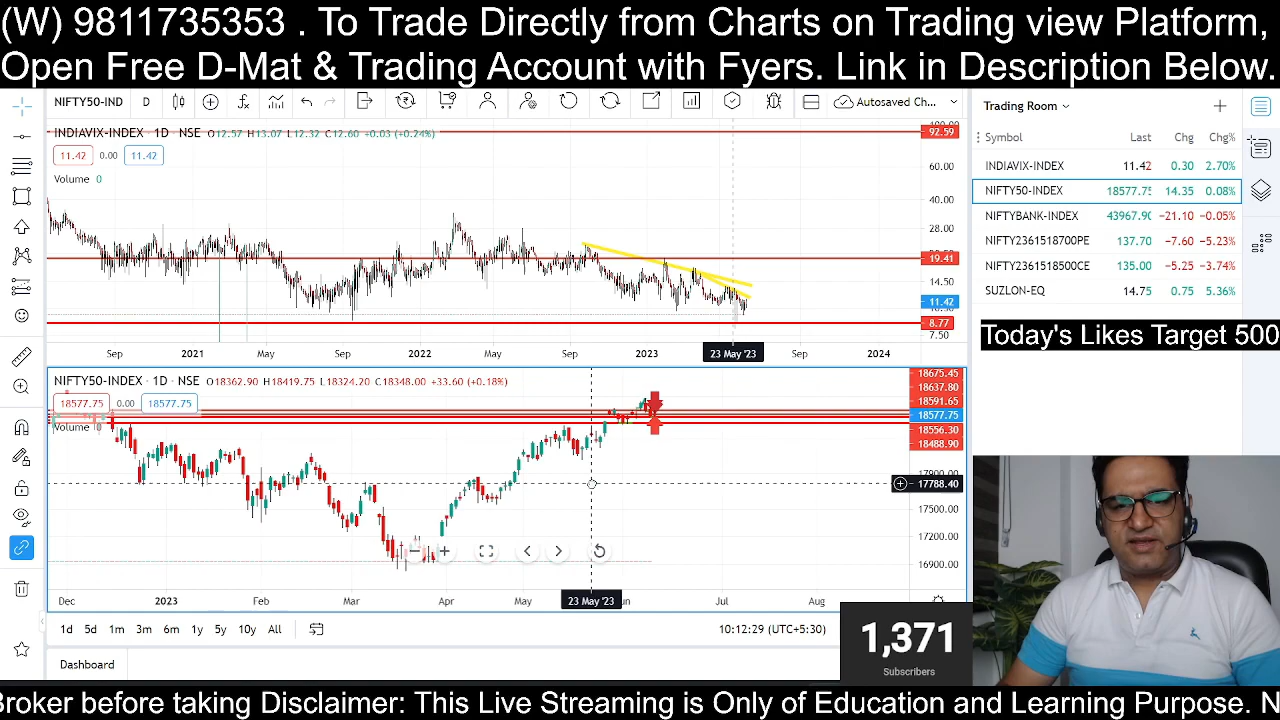 (W) 9811735353 . To Trade Directly from Charts on Trading view Platform,
Open Free D-Mat & Trading Account with Fyers. Link in Description Below.
NIFTY50-IND D Autosaved Ch...
INDIAVIX-INDEX · 1D · NSE O12.57 H13.07 L12.32 C12.60 +0.03 (+0.24%)
11.42 0.00 11.42
Volume 0
92.59
60.00
40.00
28.00
19.41
14.50
11.42
8.77
7.50
Sep 2021 May Sep 2022 May Sep 2023 23 May '23 Sep 2024
NIFTY50-INDEX · 1D · NSE O18362.90 H18419.75 L18324.20 C18348.00 +33.60 (+0.18%)
18577.75 0.00 18577.75
Volume
18675.45
18637.80
18591.65
18577.75
18556.30
18488.90
17900.00
17788.40
17500.00
17200.00
16900.00
Dec 2023 Feb Mar Apr May 23 May '23 Jul Aug
1d 5d 1m 3m 6m 1y 5y 10y All 10:12:29 (UTC+5:30)
Dashboard
Trading Room
Symbol Last Chg Chg%
INDIAVIX-INDEX 11.42 0.30 2.70%
NIFTY50-INDEX 18577.75 14.35 0.08%
NIFTYBANK-INDEX 43967.90 −21.10 −0.05%
NIFTY2361518700PE 137.70 −7.60 −5.23%
NIFTY2361518500CE 135.00 −5.25 −3.74%
SUZLON-EQ 14.75 0.75 5.36%
Today's Likes Target 500
1,371
Subscribers
Broker before taking Disclaimer: This Live Streaming is Only of Education and Learning Purpose. N